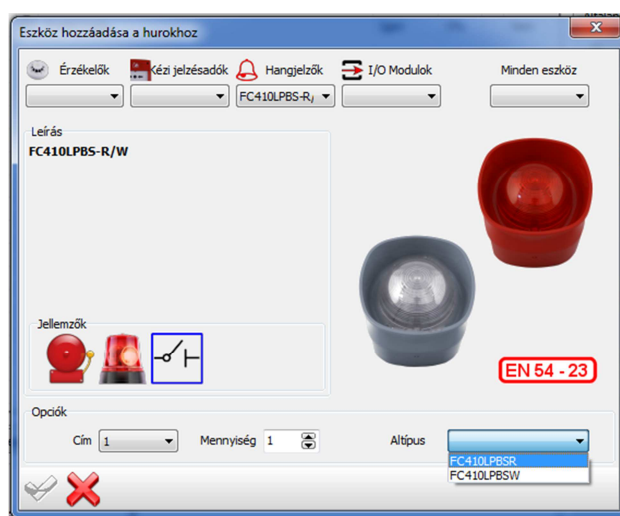 Eszköz hozzáadása a hurokhoz
Érzékelők
Kézi jelzésadók
Hangjelzők
I/O Modulok
Minden eszköz
FC410LPBS-R/
Leírás
FC410LPBS-R/W
Jellemzők
EN 54 - 23
Opciók
Cím 1
Mennyiség 1
Altípus
FC410LPBSR
FC410LPBSW